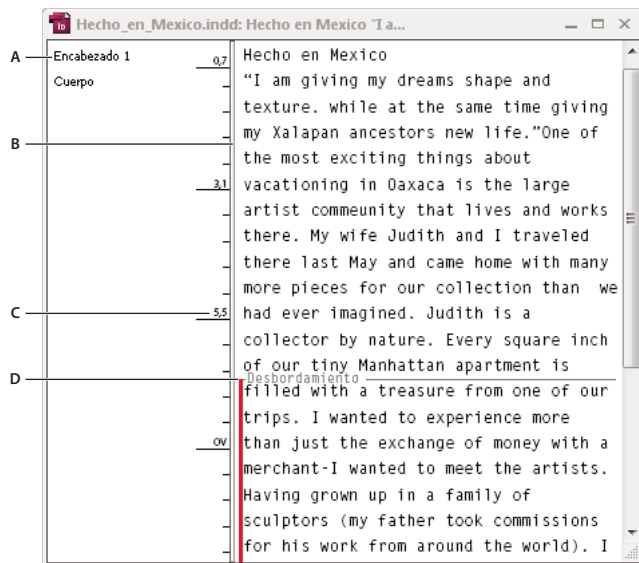 Hecho_en_Mexico.indd: Hecho en Mexico "I a...
A
Encabezado 1
0,7
Cuerpo
B
3,1
C
5,5
D
OV
Hecho en Mexico
“I am giving my dreams shape and
texture. while at the same time giving
my Xalapan ancestors new life.”One of
the most exciting things about
vacationing in Oaxaca is the large
artist commeunity that lives and works
there. My wife Judith and I traveled
there last May and came home with many
more pieces for our collection than  we
had ever imagined. Judith is a
collector by nature. Every square inch
of our tiny Manhattan apartment is
Desbordamiento
filled with a treasure from one of our
trips. I wanted to experience more
than just the exchange of money with a
merchant-I wanted to meet the artists.
Having grown up in a family of
sculptors (my father took commissions
for his work from around the world). I